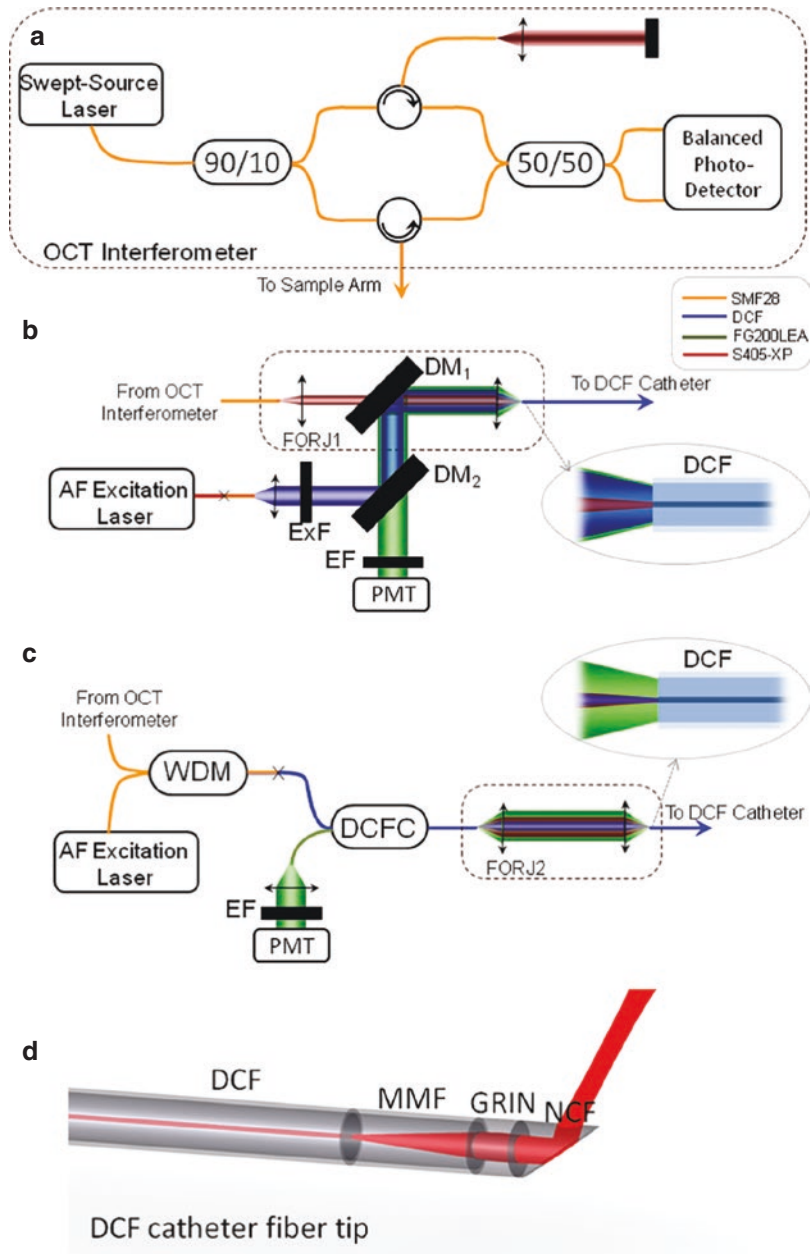 a
Swept-Source
Laser
90/10
50/50
Balanced
Photo-
Detector
OCT Interferometer
To Sample Arm
SMF28
DCF
FG200LEA
S405-XP
b
From OCT
Interferometer
DM1
FORJ1
To DCF Catheter
AF Excitation
Laser
ExF
DM2
EF
PMT
DCF
c
From OCT
Interferometer
WDM
AF Excitation
Laser
DCFC
EF
PMT
FORJ2
To DCF Catheter
DCF
d
DCF
MMF
GRIN
NCF
DCF catheter fiber tip